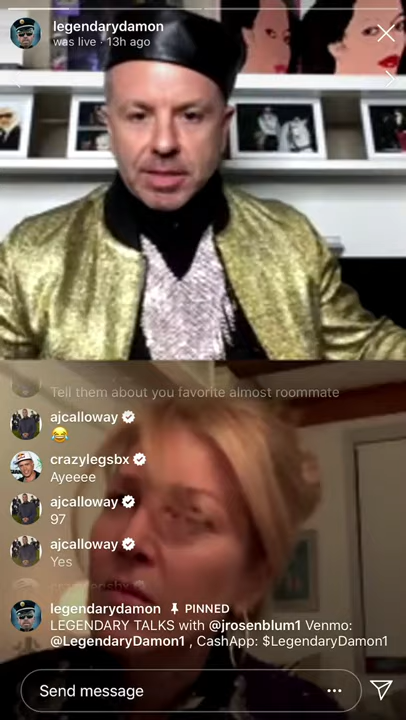 legendarydamon
was live · 13h ago
Tell them about you favorite almost roommate
ajcalloway
😂
crazylegsbx
Ayeeee
ajcalloway
97
ajcalloway
Yes
crazylegsbx
legendarydamon PINNED
LEGENDARY TALKS with @jrosenblum1 Venmo:
@LegendaryDamon1 , CashApp: $LegendaryDamon1
Send message